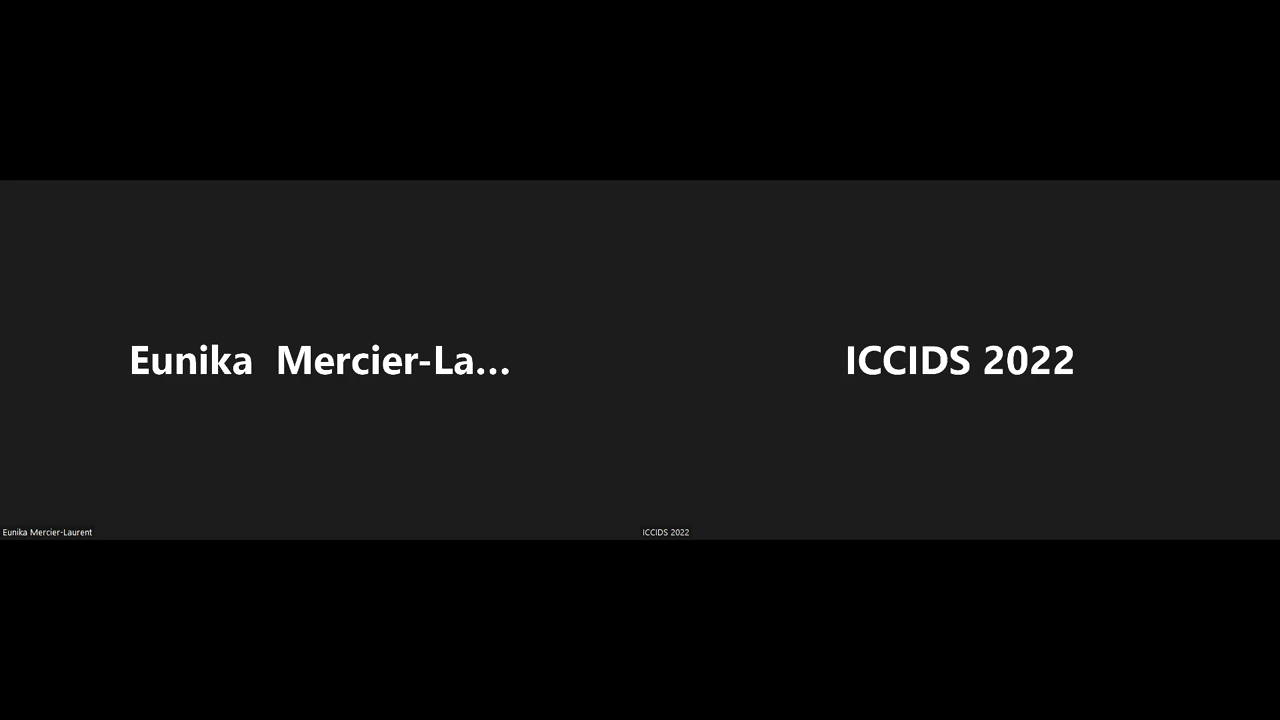 Eunika  Mercier-La...
ICCIDS 2022
Eunika Mercier-Laurent
ICCIDS 2022